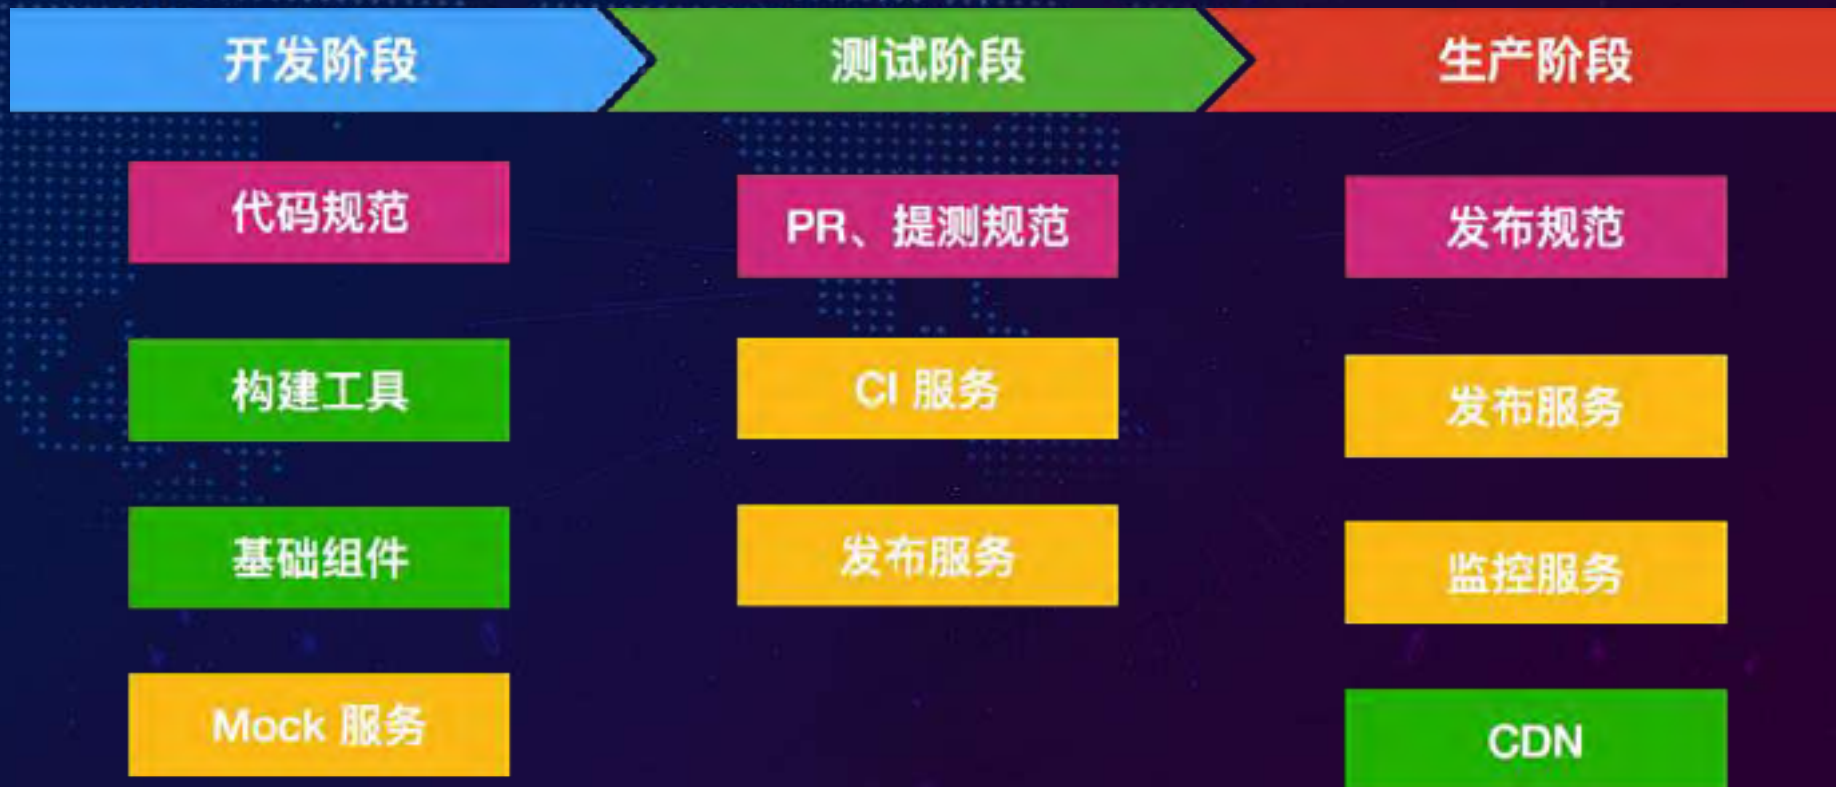 开发阶段
测试阶段
生产阶段
代码规范
构建工具
基础组件
Mock 服务
PR、提测规范
CI 服务
发布服务
发布规范
发布服务
监控服务
CDN